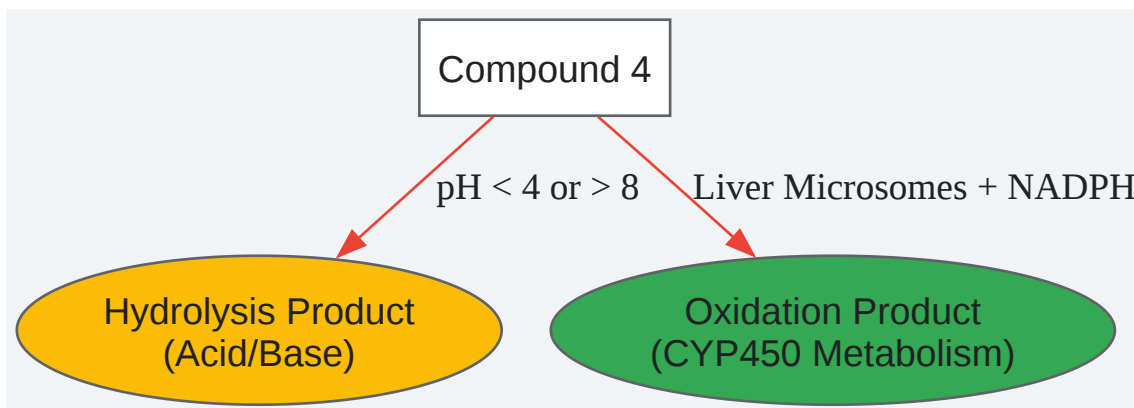 Compound 4
pH < 4 or > 8
Liver Microsomes + NADPH
Hydrolysis Product
(Acid/Base)
Oxidation Product
(CYP450 Metabolism)